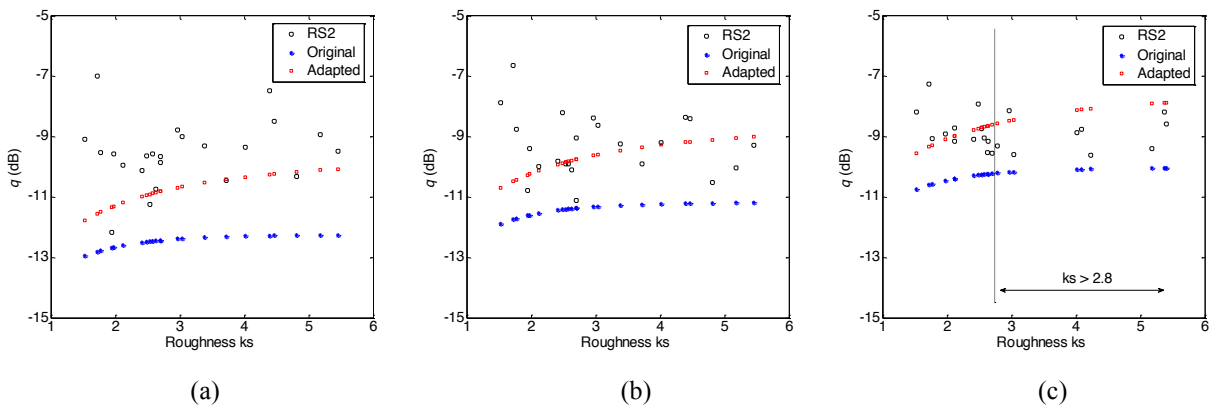 -5
-7
-9
-11
-13
-15
q (dB)
1 2 3 4 5 6
Roughness ks
RS2
Original
Adapted
(a)
-5
-7
-9
-11
-13
-15
q (dB)
1 2 3 4 5 6
Roughness ks
RS2
Original
Adapted
(b)
-5
-7
-9
-11
-13
-15
q (dB)
1 2 3 4 5 6
Roughness ks
RS2
Original
Adapted
ks > 2.8
(c)